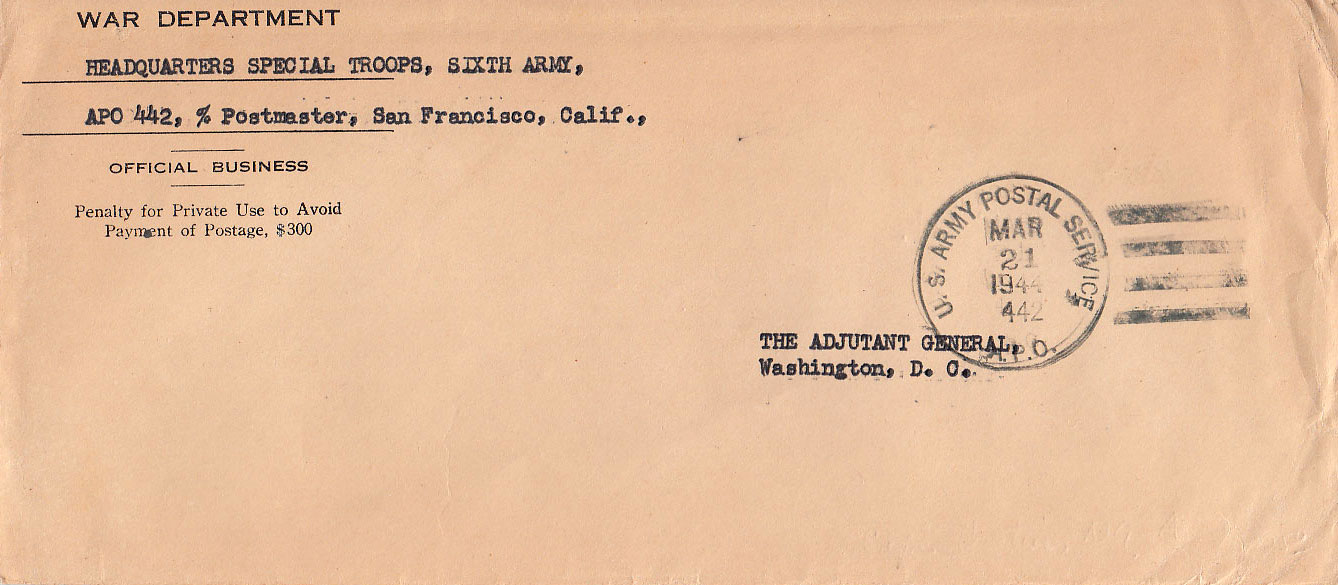 WAR DEPARTMENT
HEADQUARTERS SPECIAL TROOPS, SIXTH ARMY,
APO 442, % Postmaster, San Francisco, Calif.,
OFFICIAL BUSINESS
Penalty for Private Use to Avoid
Payment of Postage, $300
U. S. ARMY POSTAL SERVICE
MAR
21
1944
442
A.P.O.
THE ADJUTANT GENERAL,
Washington, D. C.